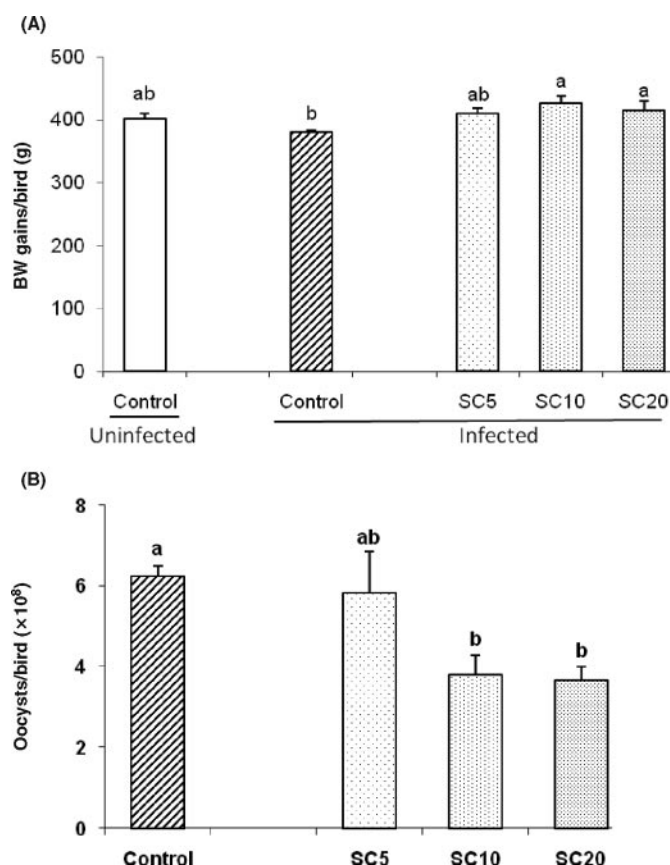 (A)
500
400
300
200
100
0
BW gains/bird (g)
ab
b
ab
a
a
Control Control SC5 SC10 SC20
Uninfected Infected
(B)
8
6
4
2
0
Oocysts/bird (×10⁸)
a
ab
b
b
Control SC5 SC10 SC20